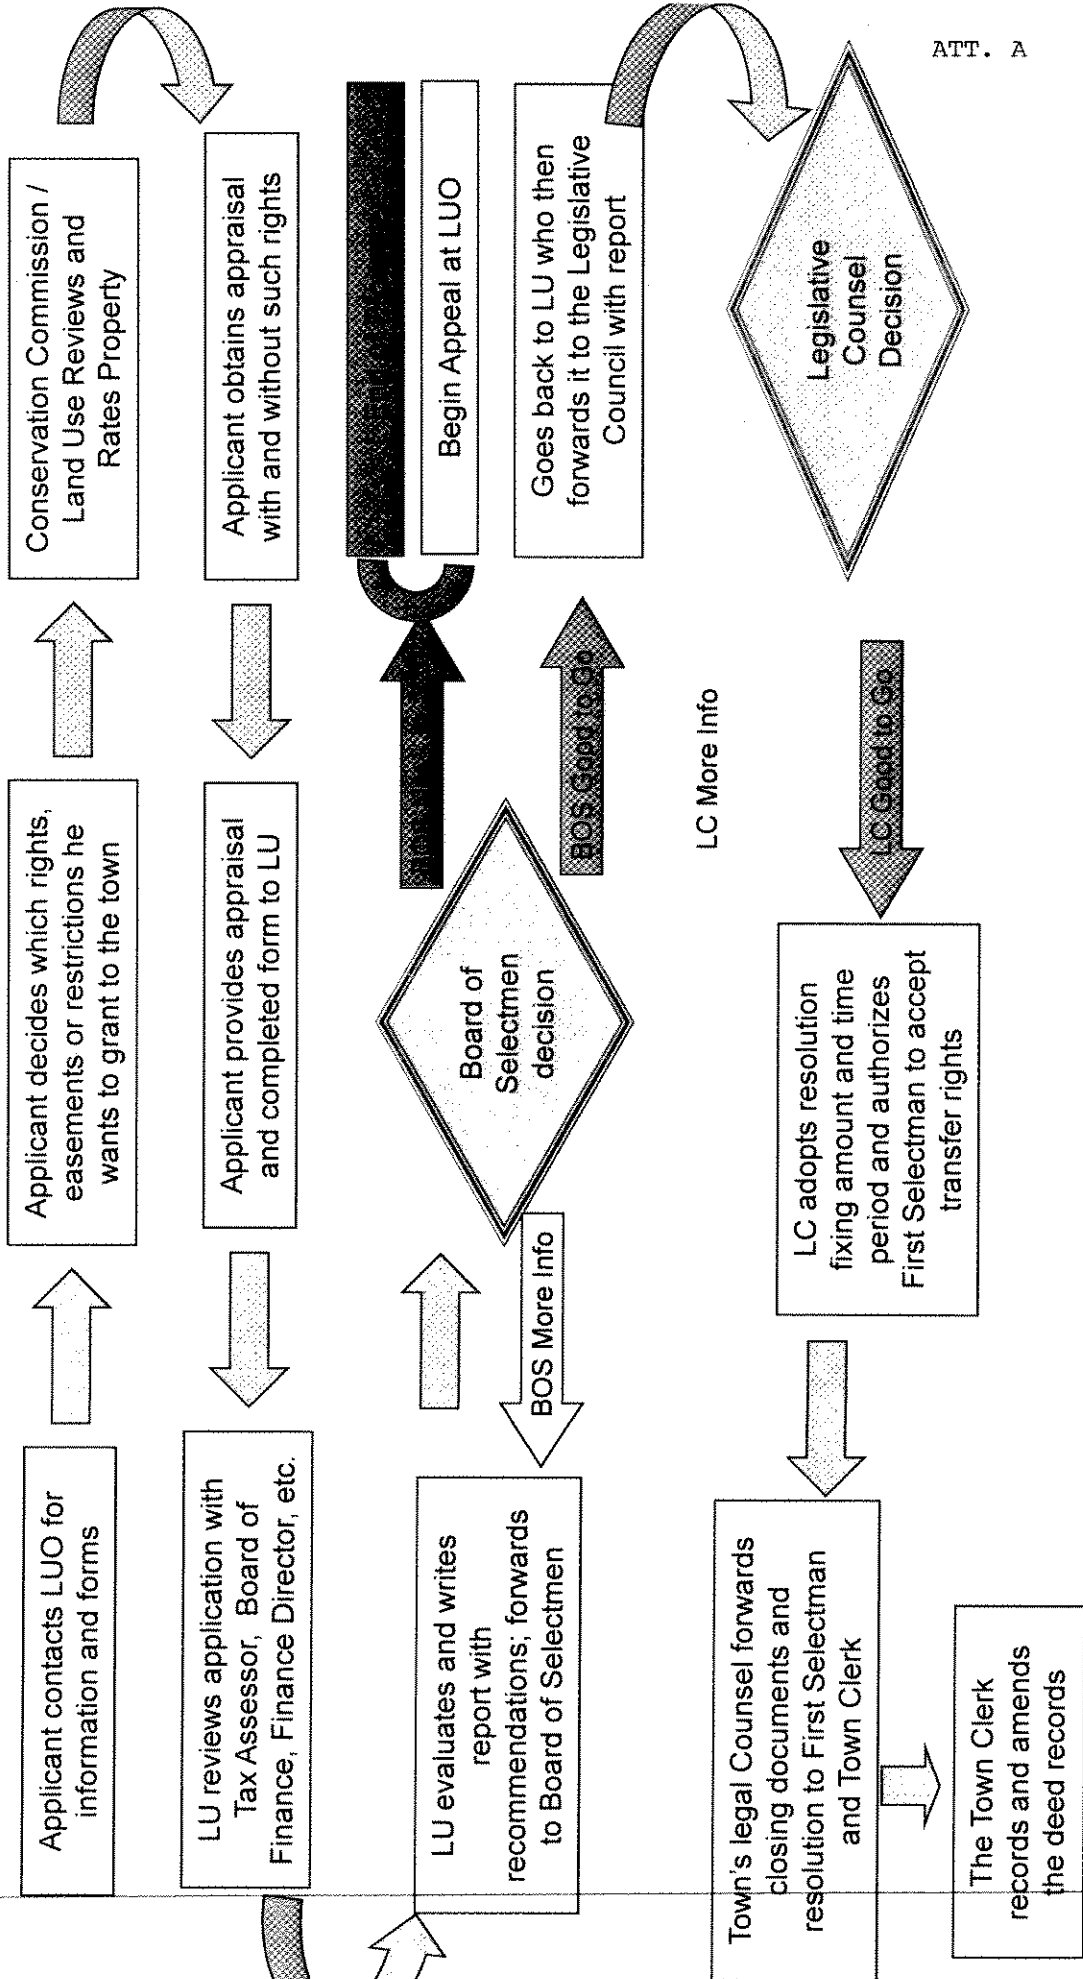 ATT. A
Applicant contacts LUO for
information and forms
Applicant decides which rights,
easements or restrictions he
wants to grant to the town
Conservation Commission /
Land Use Reviews and
Rates Property
Applicant obtains appraisal
with and without such rights
Applicant provides appraisal
and completed form to LU
LU reviews application with
Tax Assessor, Board of
Finance, Finance Director, etc.
LU evaluates and writes
report with
recommendations; forwards
to Board of Selectmen
Board of
Selectmen
decision
BOS More Info
Begin Appeal at LUO
BOS Good to Go
Goes back to LU who then
forwards it to the Legislative
Council with report
Legislative
Counsel
Decision
LC More Info
LC Good to Go
LC adopts resolution
fixing amount and time
period and authorizes
First Selectman to accept
transfer rights
Town's legal Counsel forwards
closing documents and
resolution to First Selectman
and Town Clerk
The Town Clerk
records and amends
the deed records